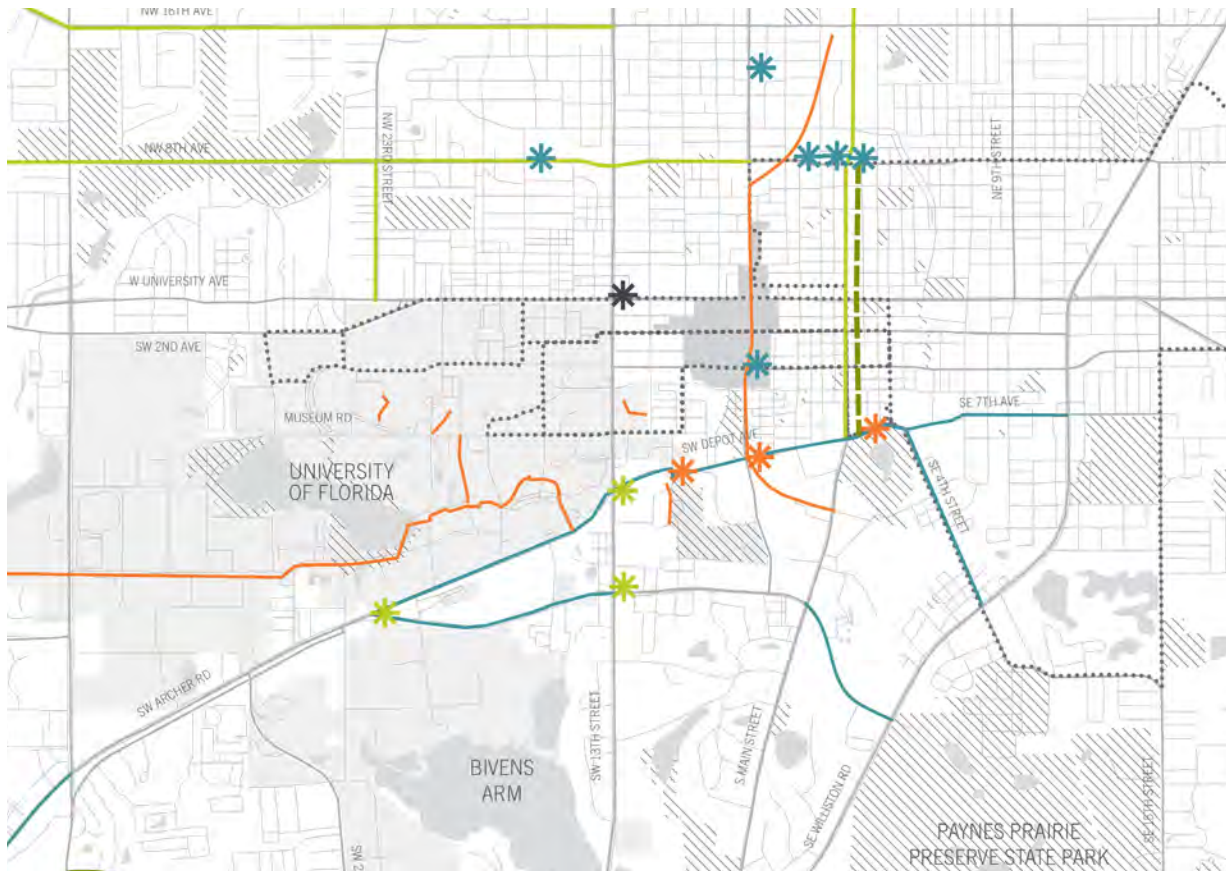 NW 16TH AVE
NW 23RD STREET
NW 8TH AVE
NE 9TH STREET
W UNIVERSITY AVE
SW 2ND AVE
MUSEUM RD
SE 7TH AVE
SW DEPOT AVE
UNIVERSITY
OF FLORIDA
SE 4TH STREET
SW ARCHER RD
SW 13TH STREET
S MAIN STREET
BIVENS
ARM
SE WILLISTON RD
SE 15TH STREET
PAYNES PRAIRIE
PRESERVE STATE PARK
SW 2